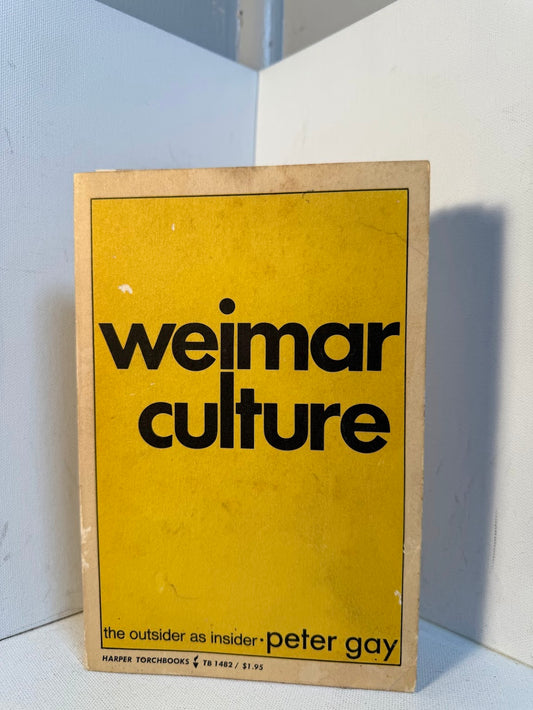 weimar
culture
the outsider as insider · peter gay
HARPER TORCHBOOKS TB 1482 / $1.95